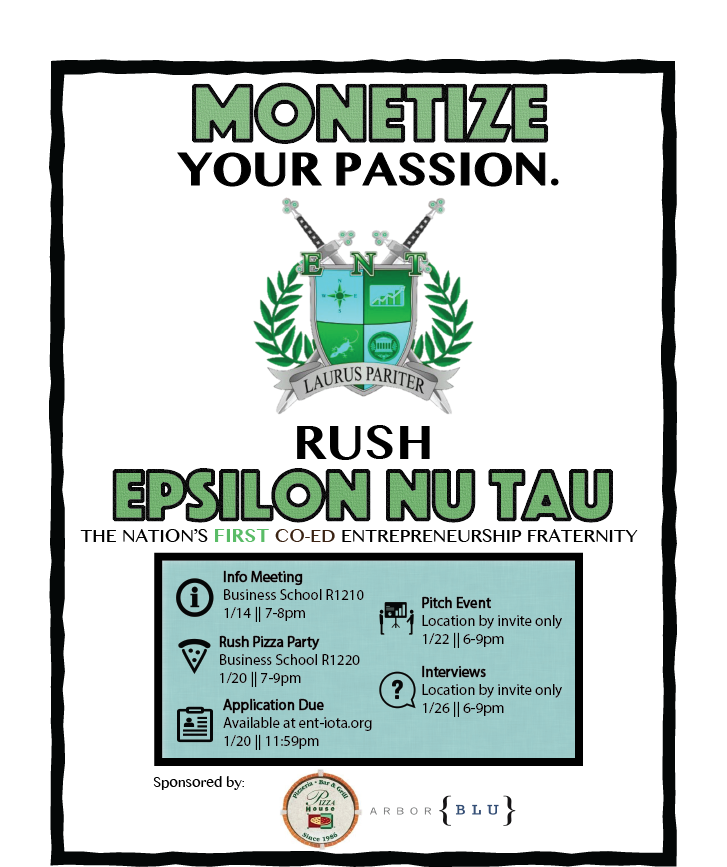 MONETIZE
YOUR PASSION.
E N T
LAURUS PARITER
RUSH
EPSILON NU TAU
THE NATION'S FIRST CO-ED ENTREPRENEURSHIP FRATERNITY
Info Meeting
Business School R1210
1/14 || 7-8pm
Rush Pizza Party
Business School R1220
1/20 || 7-9pm
Application Due
Available at ent-iota.org
1/20 || 11:59pm
Pitch Event
Location by invite only
1/22 || 6-9pm
Interviews
Location by invite only
1/26 || 6-9pm
Sponsored by:
Pizzeria • Bar & Grill
Pizza
House
Since 1986
ARBOR {BLU}